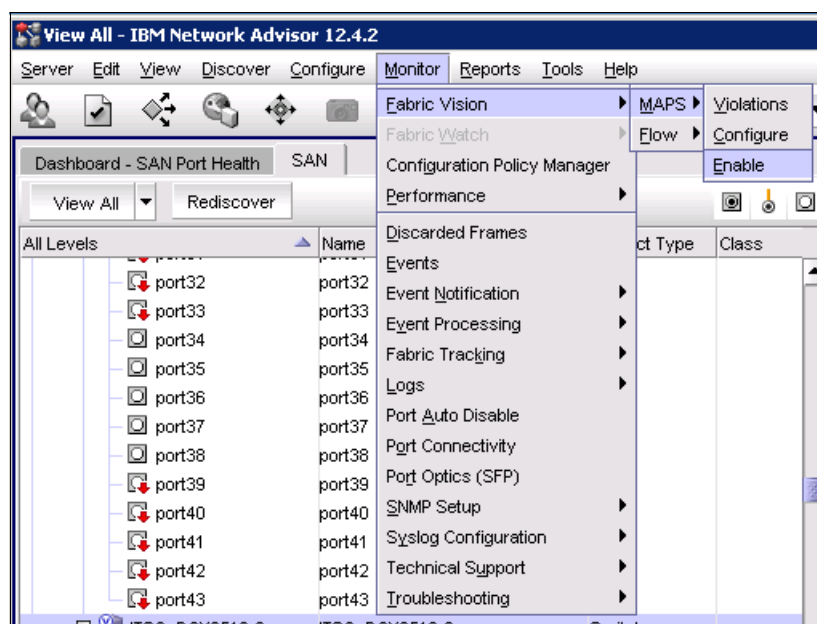 View All - IBM Network Advisor 12.4.2
Server Edit View Discover Configure Monitor Reports Tools Help
Fabric Vision
MAPS
Violations
Fabric Watch
Flow
Configure
Enable
Dashboard - SAN Port Health SAN
Configuration Policy Manager
View All Rediscover
Performance
All Levels Name ct Type Class
Discarded Frames
Events
port32 port32
Event Notification
port33 port33
Event Processing
port34 port34
Fabric Tracking
port35 port35
Logs
port36 port36
Port Auto Disable
port37 port37
Port Connectivity
port38 port38
Port Optics (SFP)
port39 port39
SNMP Setup
port40 port40
Syslog Configuration
port41 port41
Technical Support
port42 port42
Troubleshooting
port43 port43